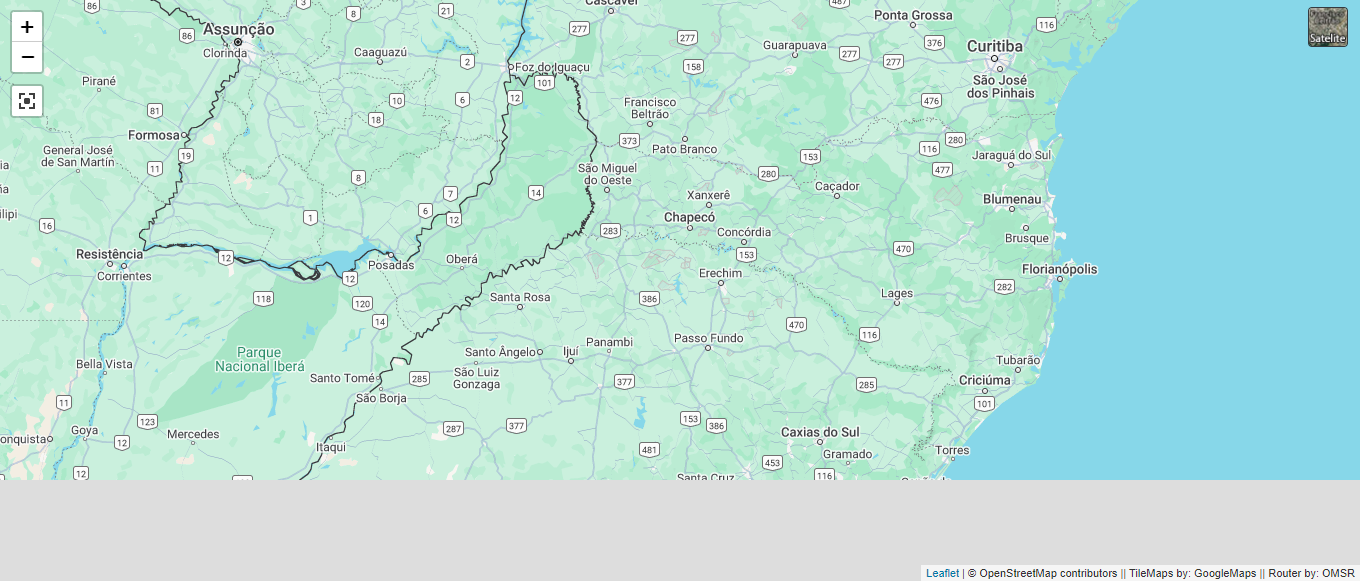 86
3
8
21
Cascavel
487
Ponta Grossa
116
+
Assunção
86
277
277
Guarapuava
277
376
Curitiba
Satelite
Clorinda
Caaguazú
2
Foz do Iguaçu
158
277
São José
dos Pinhais
−
Pirané
101
81
10
6
12
Francisco
Beltrão
476
Formosa
18
373
Pato Branco
280
116
General José
de San Martín
19
11
153
Jaraguá do Sul
477
8
São Miguel
do Oeste
280
Caçador
7
14
Xanxerê
Blumenau
ilipi
16
1
6
12
Chapecó
283
Concórdia
Brusque
Resistência
12
153
470
Corrientes
Posadas
Oberá
Erechim
Florianópolis
12
118
120
Santa Rosa
386
Lages
282
14
470
116
Parque
Nacional Iberá
Santo Ângelo
Ijuí
Panambi
Passo Fundo
Bella Vista
Santo Tomé
285
São Luiz
Gonzaga
377
285
Tubarão
Criciúma
São Borja
101
11
123
Goya
12
Mercedes
287
377
153
386
Caxias do Sul
onquista
Itaqui
481
453
Gramado
Torres
12
Santa Cruz
116
Leaflet | © OpenStreetMap contributors || TileMaps by: GoogleMaps || Router by: OMSR